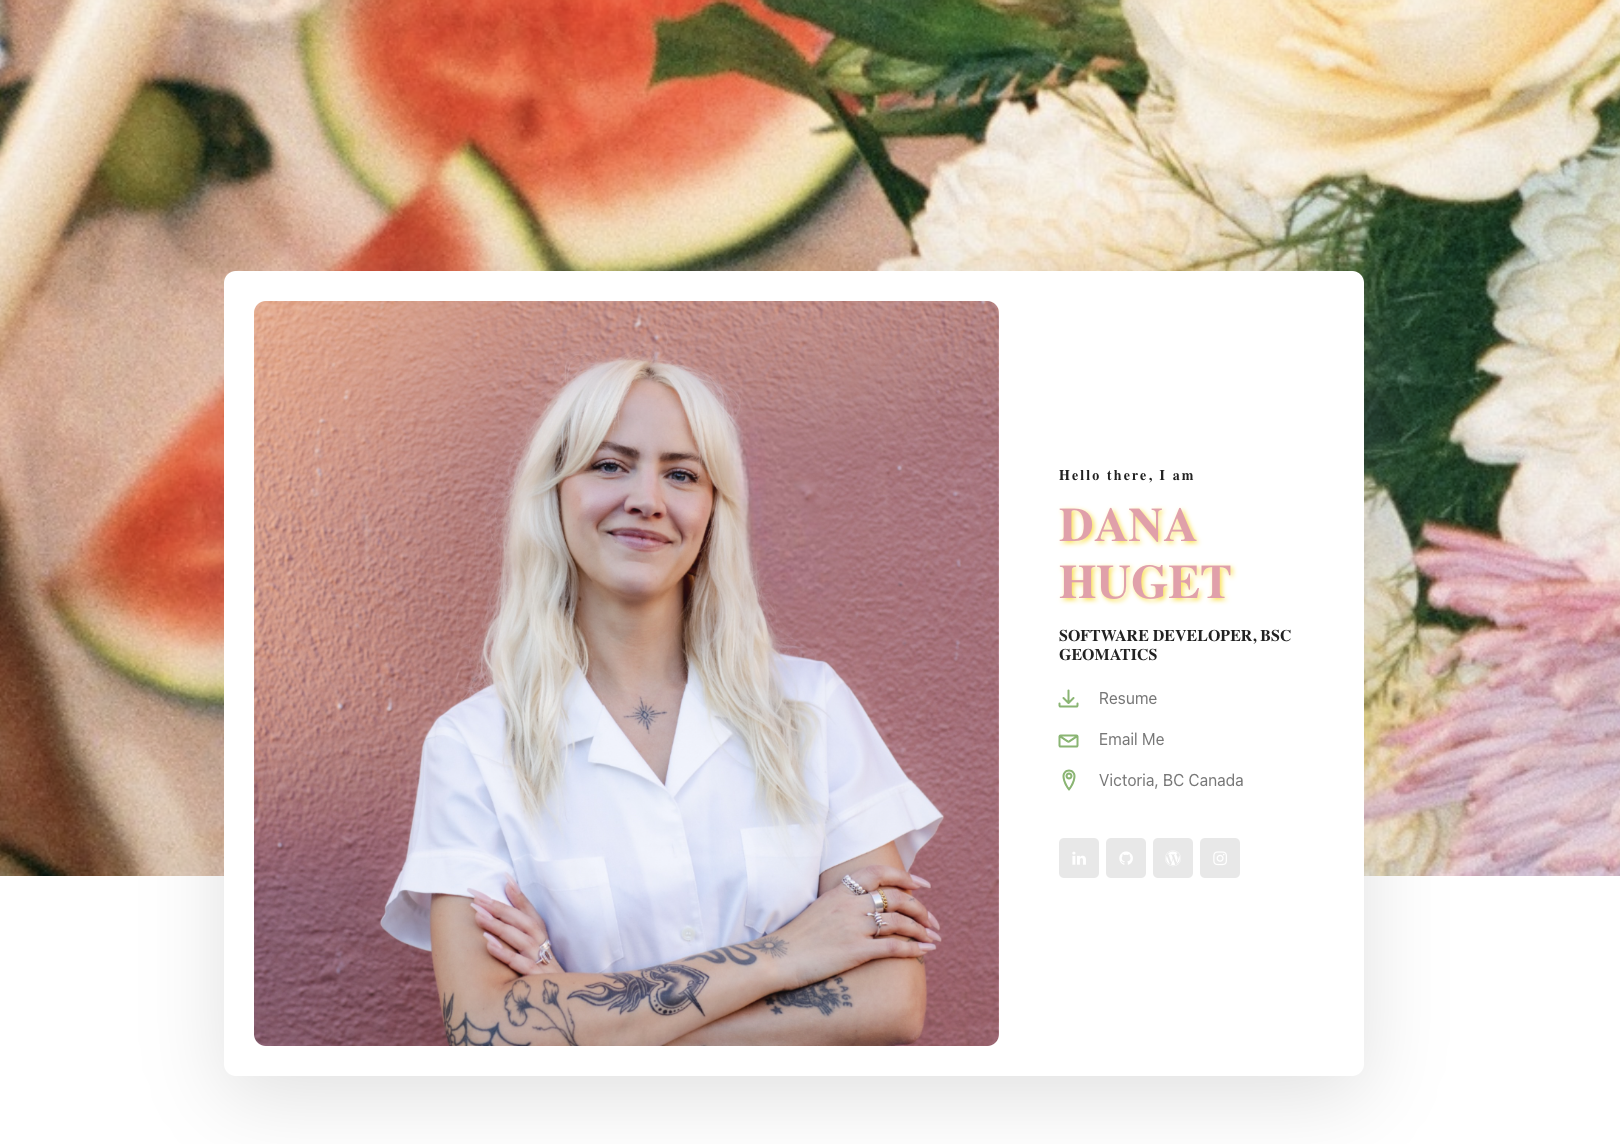 Hello there, I am
DANA
HUGET
SOFTWARE DEVELOPER, BSC
GEOMATICS
Resume
Email Me
Victoria, BC Canada
in